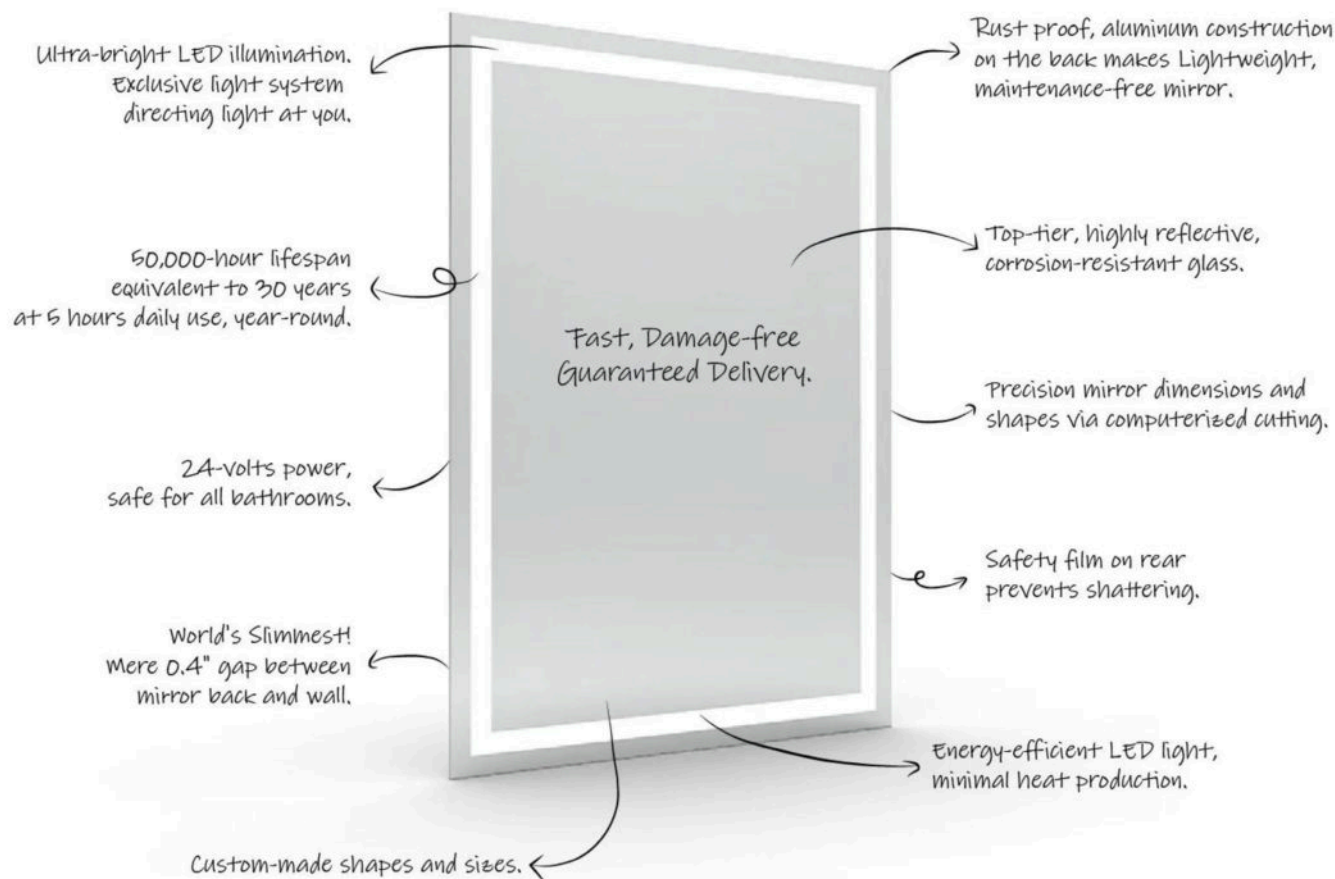 Ultra-bright LED illumination.
Exclusive light system
directing light at you.
50,000-hour lifespan
equivalent to 30 years
at 5 hours daily use, year-round.
24-volts power,
safe for all bathrooms.
World's Slimmest!
Mere 0.4" gap between
mirror back and wall.
Custom-made shapes and sizes.
Fast, Damage-free
Guaranteed Delivery.
Rust proof, aluminum construction
on the back makes Lightweight,
maintenance-free mirror.
Top-tier, highly reflective,
corrosion-resistant glass.
Precision mirror dimensions and
shapes via computerized cutting.
Safety film on rear
prevents shattering.
Energy-efficient LED light,
minimal heat production.